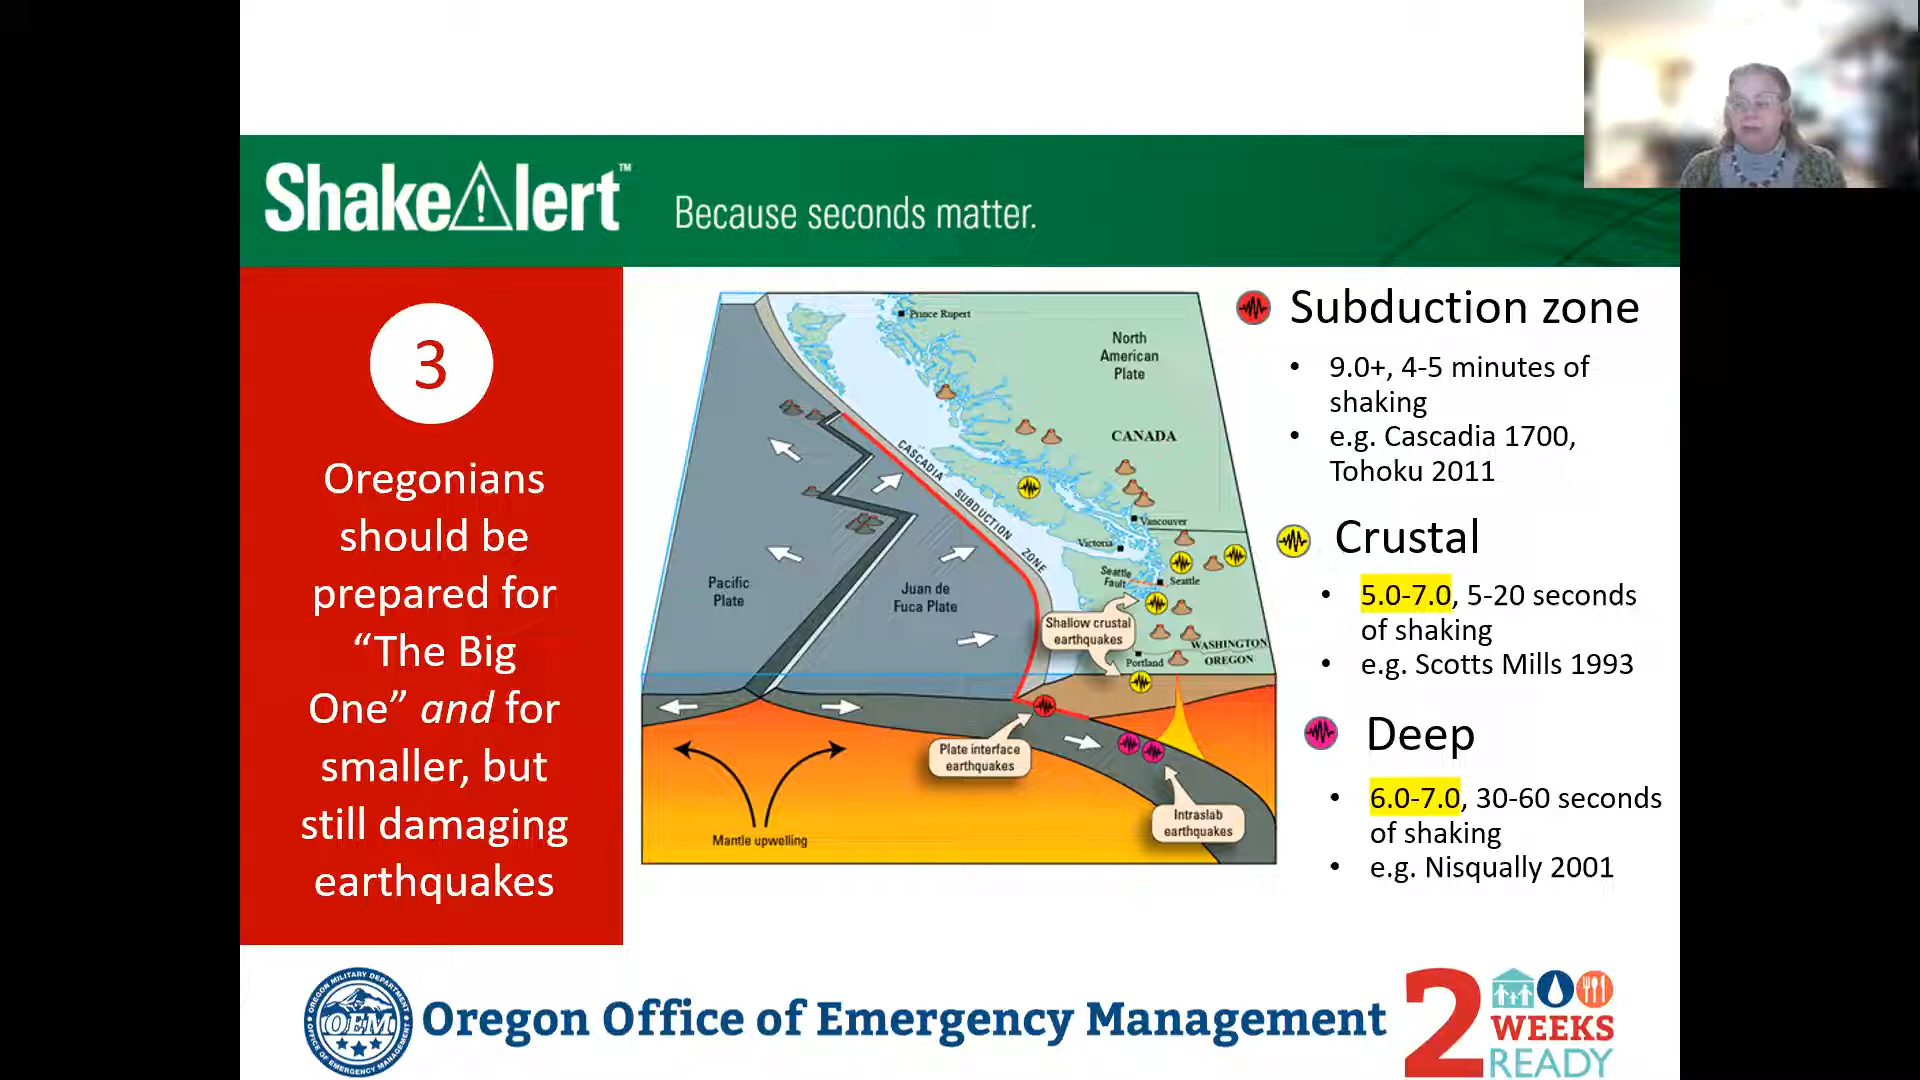 ShakeAlert™
Because seconds matter.
3
Oregonians
should be
prepared for
“The Big
One” and for
smaller, but
still damaging
earthquakes
Prince Rupert
North
American
Plate
CANADA
CASCADIA SUBDUCTION ZONE
Vancouver
Victoria
Seattle
Fault
Seattle
Pacific
Plate
Juan de
Fuca Plate
Shallow crustal
earthquakes
WASHINGTON
OREGON
Portland
Plate interface
earthquakes
Intraslab
earthquakes
Mantle upwelling
Subduction zone
• 9.0+, 4-5 minutes of
shaking
• e.g. Cascadia 1700,
Tohoku 2011
Crustal
• 5.0-7.0, 5-20 seconds
of shaking
• e.g. Scotts Mills 1993
Deep
• 6.0-7.0, 30-60 seconds
of shaking
• e.g. Nisqually 2001
OREGON MILITARY DEPARTMENT
OEM
OFFICE OF EMERGENCY MANAGEMENT
Oregon Office of Emergency Management
2
WEEKS
READY